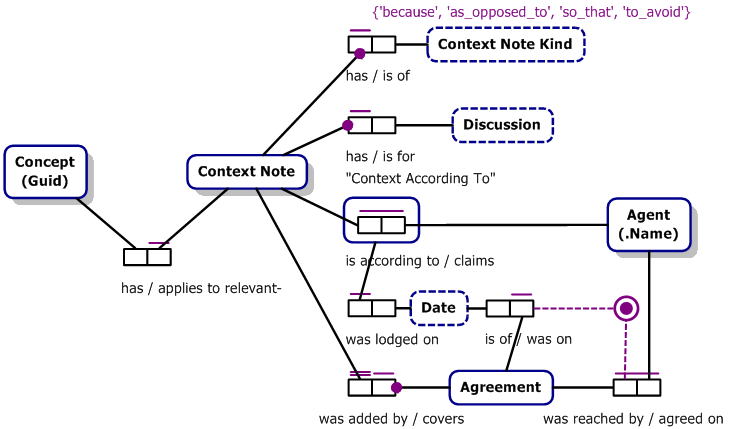 {'because', 'as_opposed_to', 'so_that', 'to_avoid'}
Context Note Kind
has / is of
Discussion
has / is for
"Context According To"
Concept
(Guid)
Context Note
has / applies to relevant-
Agent
(.Name)
is according to / claims
Date
was lodged on
is of / was on
Agreement
was added by / covers
was reached by / agreed on